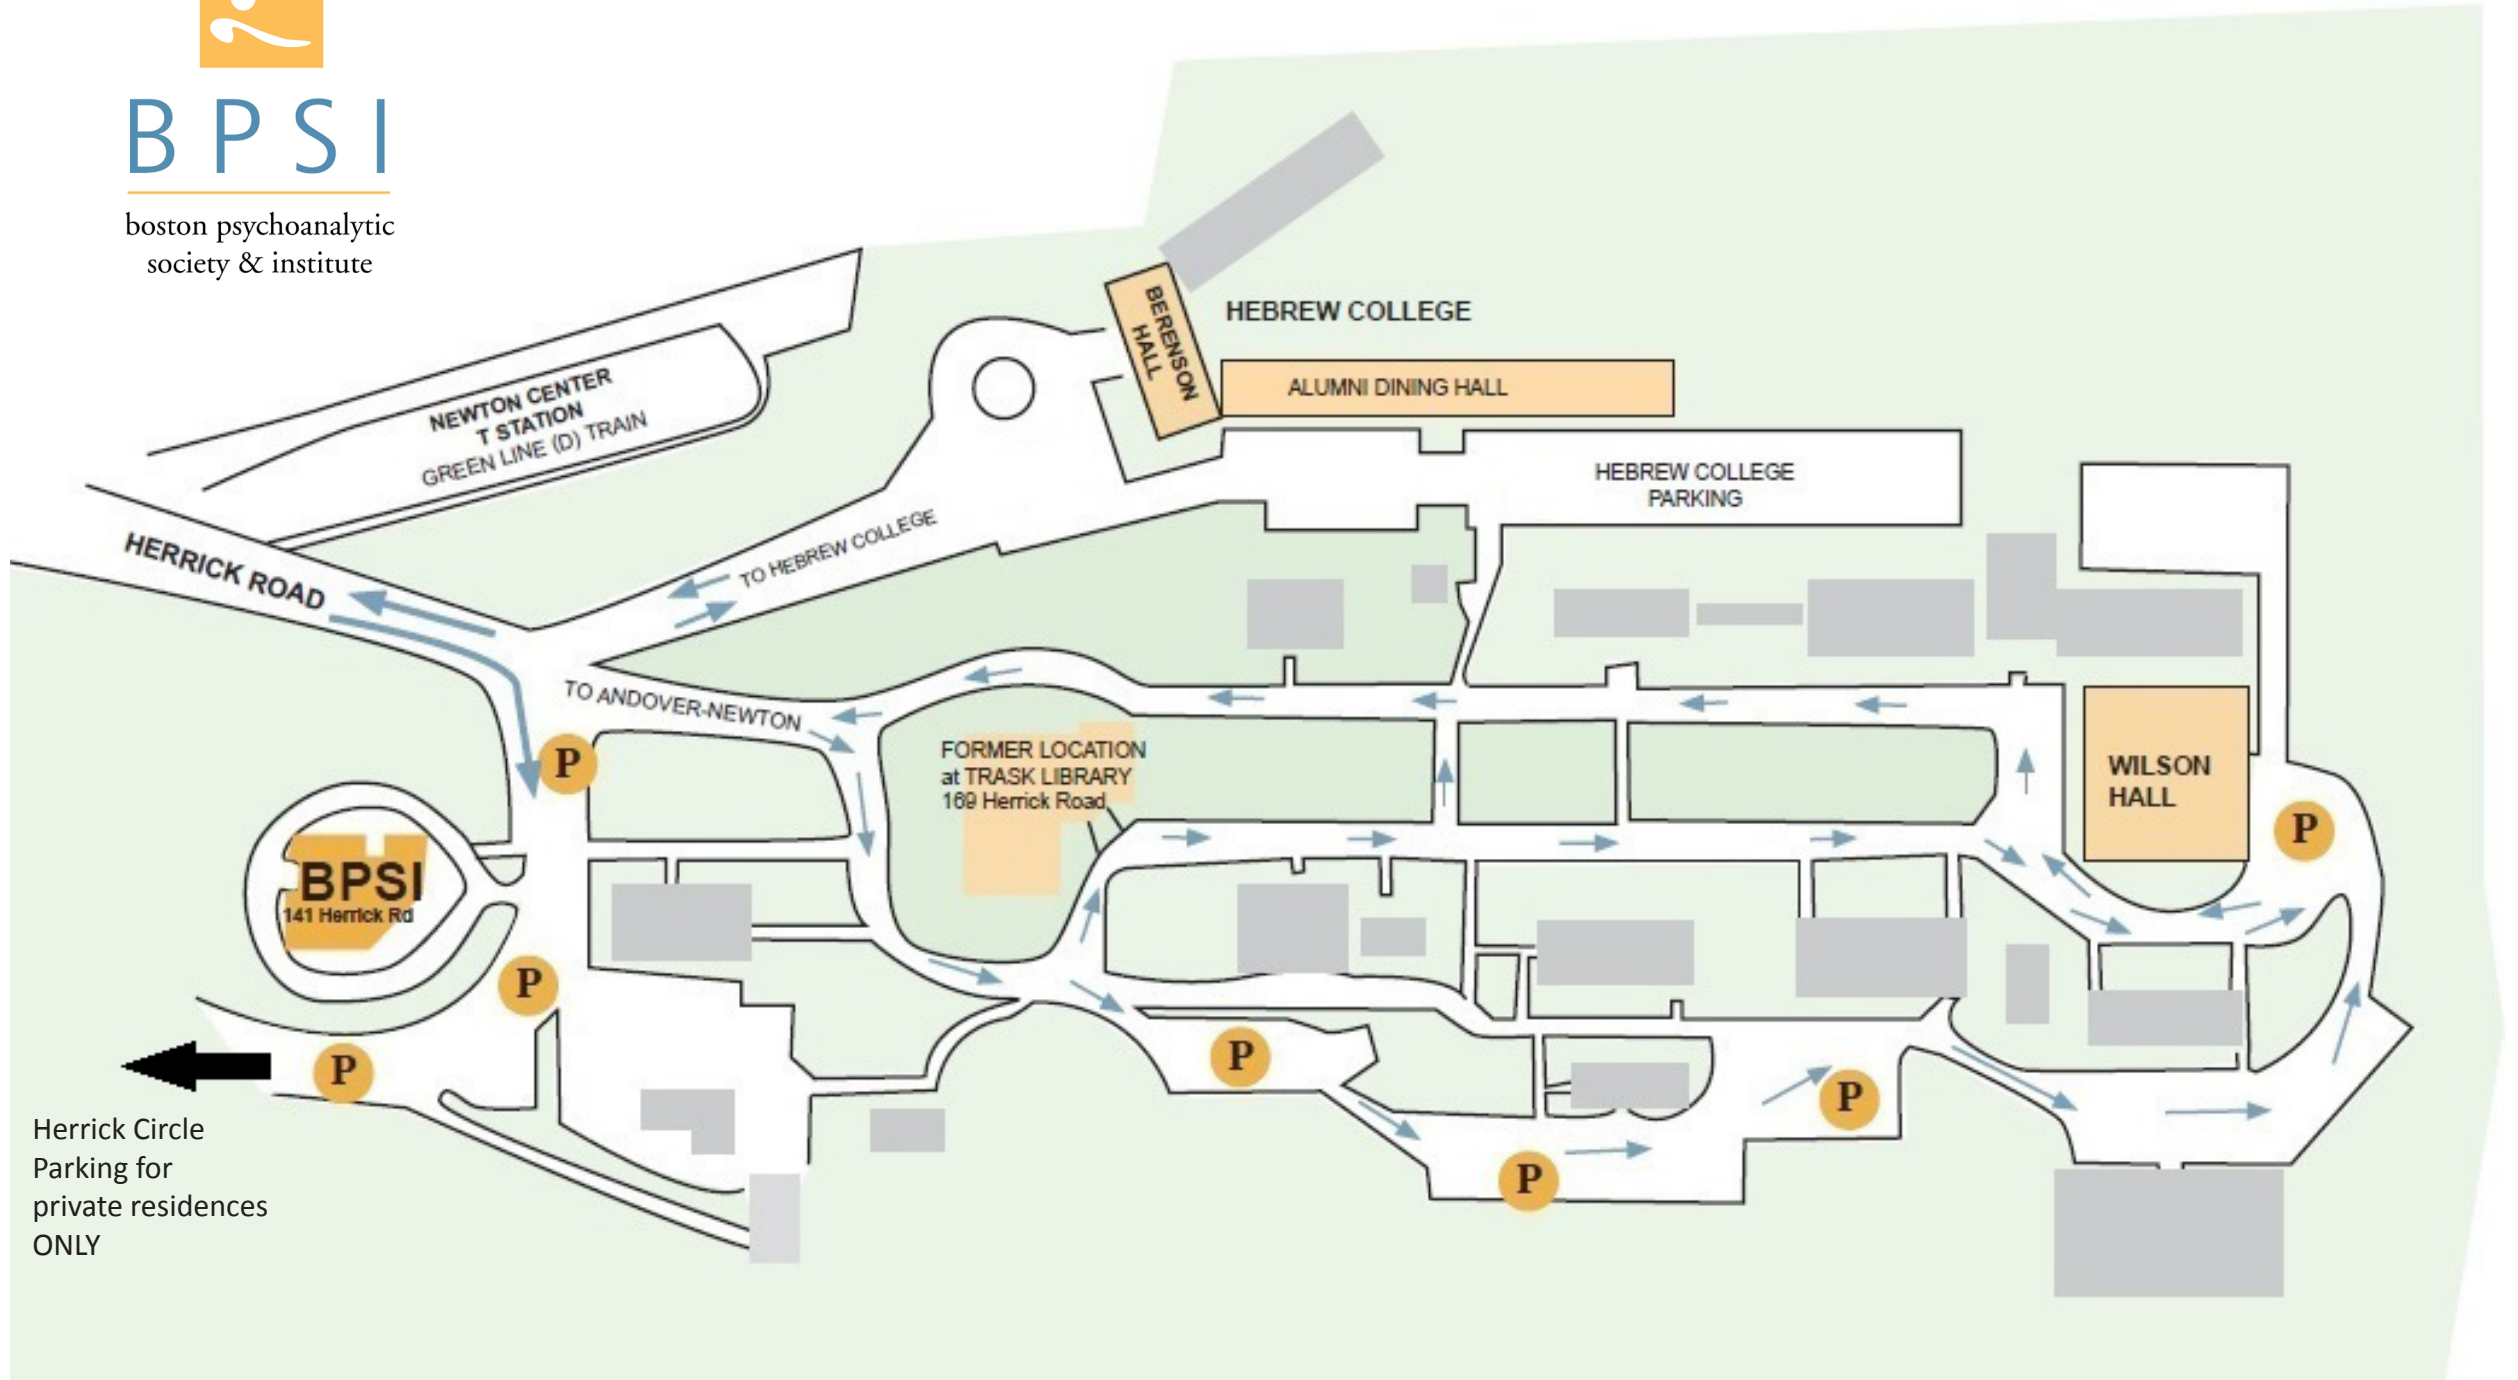 BPSI
boston psychoanalytic
society & institute
BERENSON
HALL
HEBREW COLLEGE
ALUMNI DINING HALL
NEWTON CENTER
T STATION
GREEN LINE (D) TRAIN
HEBREW COLLEGE
PARKING
HERRICK ROAD
TO HEBREW COLLEGE
TO ANDOVER-NEWTON
P
FORMER LOCATION
at TRASK LIBRARY
169 Herrick Road
WILSON
HALL
P
BPSI
141 Herrick Rd
P
P
P
P
P
Herrick Circle
Parking for
private residences
ONLY